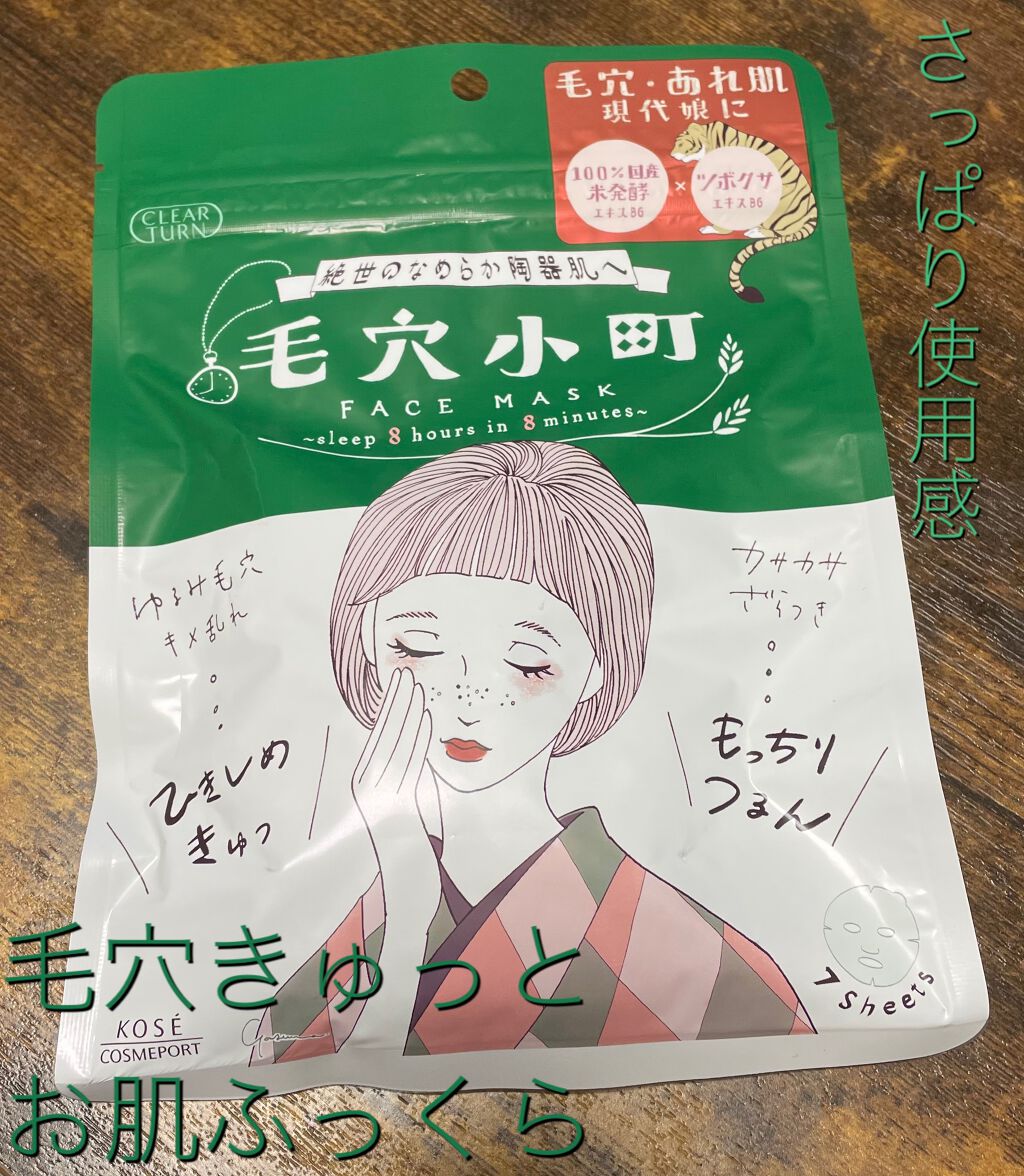 さっぱり使用感
毛穴・あれ肌
現代娘に
100%国産
米発酵
エキスBG
×
ツボクサ
エキスBG
CICA
CLEAR
TURN
絶世のなめらか陶器肌へ
毛穴小町
FACE MASK
~sleep 8 hours in 8 minutes~
ゆるみ毛穴
キメ乱れ
ひきしめ
きゅっ
カサカサ
ざらつき
もっちり
つるん
7 Sheets
毛穴きゅっと
KOSÉ
COSMEPORT
お肌ふっくら